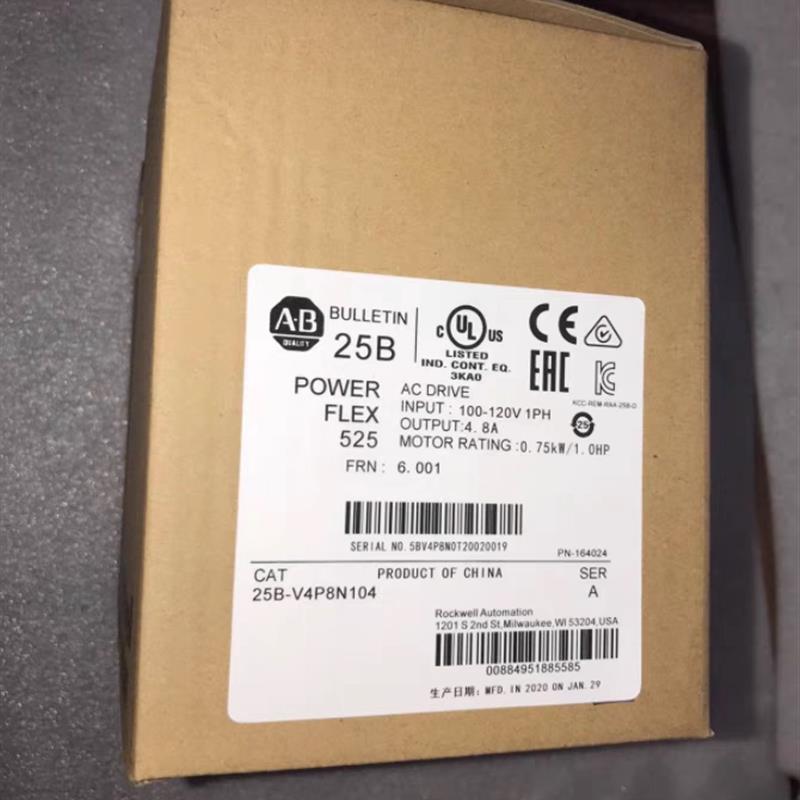 A-B
QUALITY
BULLETIN
25B
C UL US
LISTED
IND. CONT. EQ.
3KA0
CE
EAC
KC
KCC-REM-RAA-25B-D
25
POWER
FLEX
525
AC DRIVE
INPUT : 100-120V 1PH
OUTPUT:4.8A
MOTOR RATING :0.75kW/1.0HP
FRN : 6.001
SERIAL NO.5BV4P8N0T20020019
PN-164024
CAT
PRODUCT OF CHINA
SER
25B-V4P8N104
A
Rockwell Automation
1201 S 2nd St,Milwaukee,WI 53204,USA
00884951885585
生产日期: MFD. IN 2020 ON JAN. 29